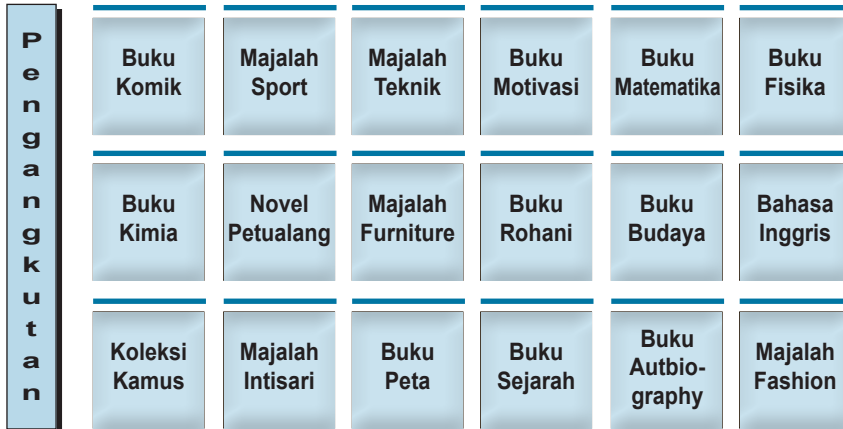 Pengangkutan
Buku
Komik
Majalah
Sport
Majalah
Teknik
Buku
Motivasi
Buku
Matematika
Buku
Fisika
Buku
Kimia
Novel
Petualang
Majalah
Furniture
Buku
Rohani
Buku
Budaya
Bahasa
Inggris
Koleksi
Kamus
Majalah
Intisari
Buku
Peta
Buku
Sejarah
Buku
Autbio-
graphy
Majalah
Fashion